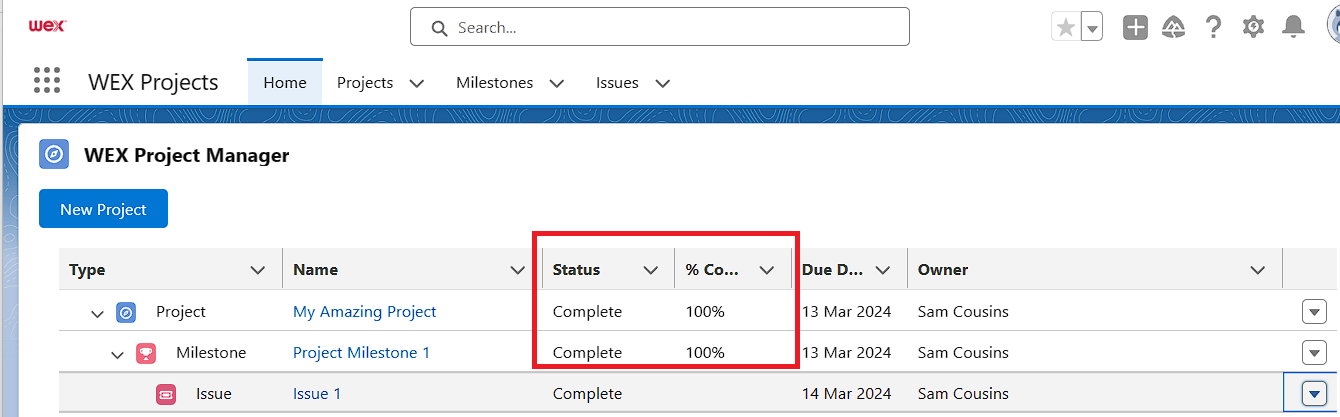 wex
Search...
WEX Projects Home Projects Milestones Issues
WEX Project Manager
New Project
Type Name Status % Co... Due D... Owner
Project My Amazing Project Complete 100% 13 Mar 2024 Sam Cousins
Milestone Project Milestone 1 Complete 100% 13 Mar 2024 Sam Cousins
Issue Issue 1 Complete 14 Mar 2024 Sam Cousins